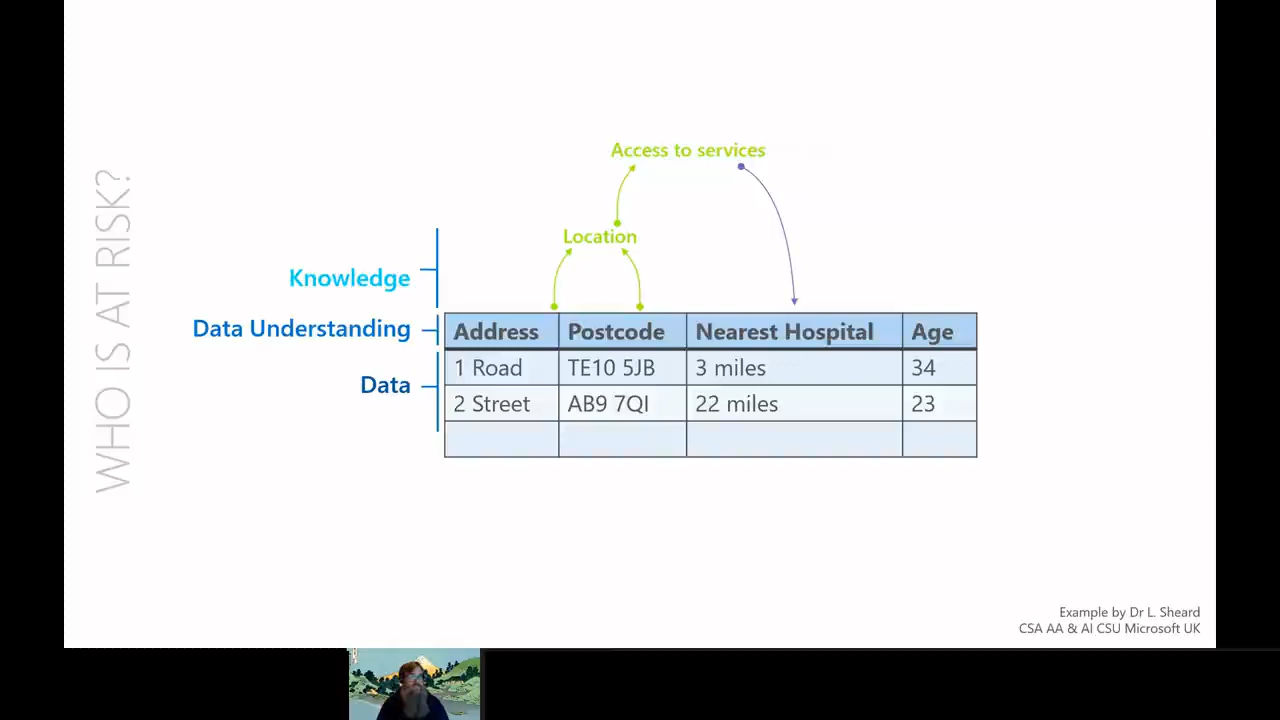 WHO IS AT RISK?
Access to services
Location
Knowledge
Data Understanding
Data
Address Postcode Nearest Hospital Age
1 Road TE10 5JB 3 miles 34
2 Street AB9 7QI 22 miles 23
Example by Dr L. Sheard
CSA AA & AI CSU Microsoft UK